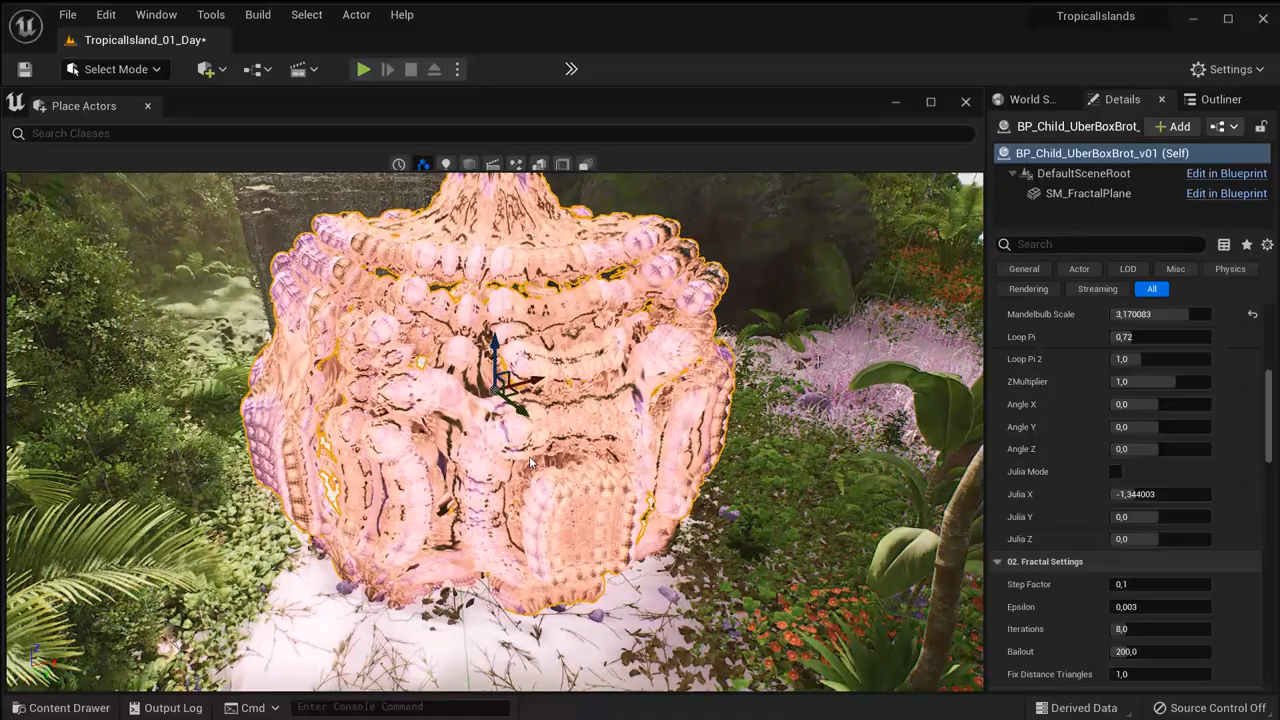 File Edit Window Tools Build Select Actor Help
TropicalIslands
TropicalIsland_01_Day*
Select Mode
Settings
Place Actors
World S... Details Outliner
Search Classes
BP_Child_UberBoxBrot_ Add
BP_Child_UberBoxBrot_v01 (Self)
DefaultSceneRoot Edit in Blueprint
SM_FractalPlane Edit in Blueprint
Search
General Actor LOD Misc Physics
Rendering Streaming All
Mandelbulb Scale 3,170083
Loop Pi 0,72
Loop Pi 2 1,0
ZMultiplier 1,0
Angle X 0,0
Angle Y 0,0
Angle Z 0,0
Julia Mode
Julia X -1,344003
Julia Y 0,0
Julia Z 0,0
02. Fractal Settings
Step Factor 0,1
Epsilon 0,003
Iterations 8,0
Bailout 200,0
Fix Distance Triangles 1,0
Content Drawer Output Log Cmd Enter Console Command Derived Data Source Control Off